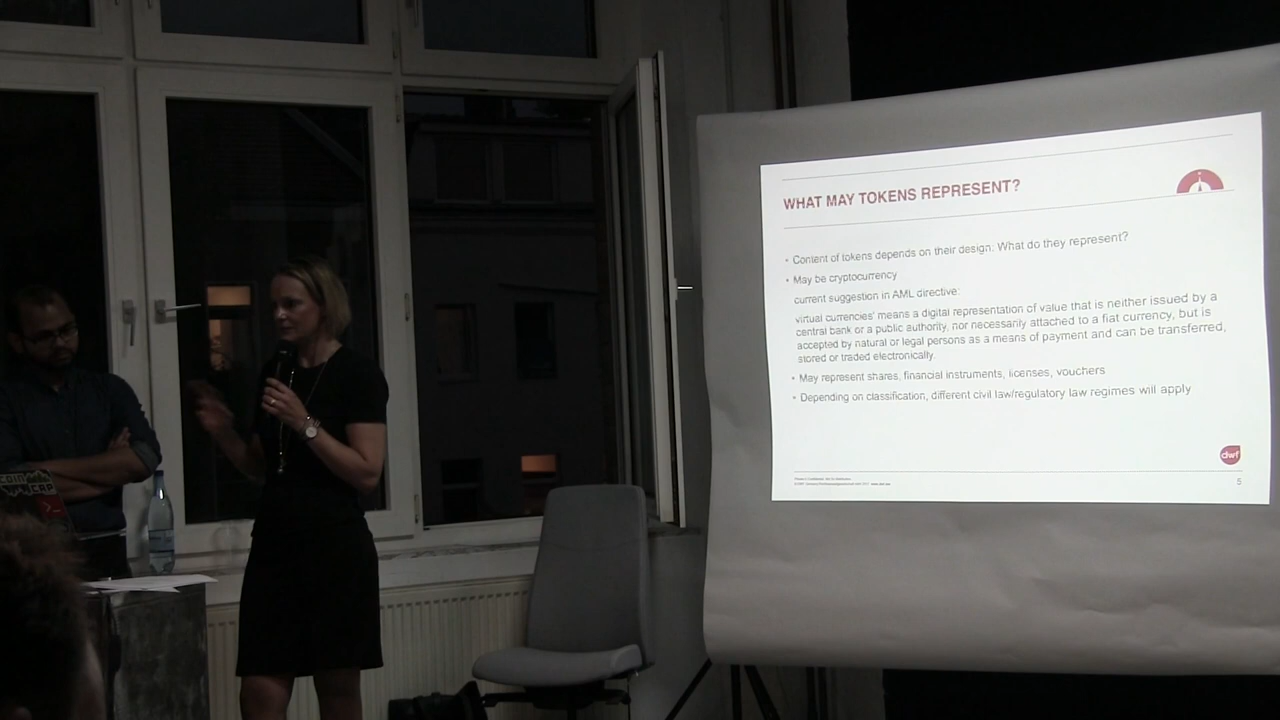 WHAT MAY TOKENS REPRESENT?
• Content of tokens depends on their design: What do they represent?
• May be cryptocurrency
current suggestion in AML directive:
virtual currencies' means a digital representation of value that is neither issued by a
central bank or a public authority, nor necessarily attached to a fiat currency, but is
accepted by natural or legal persons as a means of payment and can be transferred,
stored or traded electronically.
• May represent shares, financial instruments, licenses, vouchers
• Depending on classification, different civil law/regulatory law regimes will apply
dwf
5
COIN
CAP